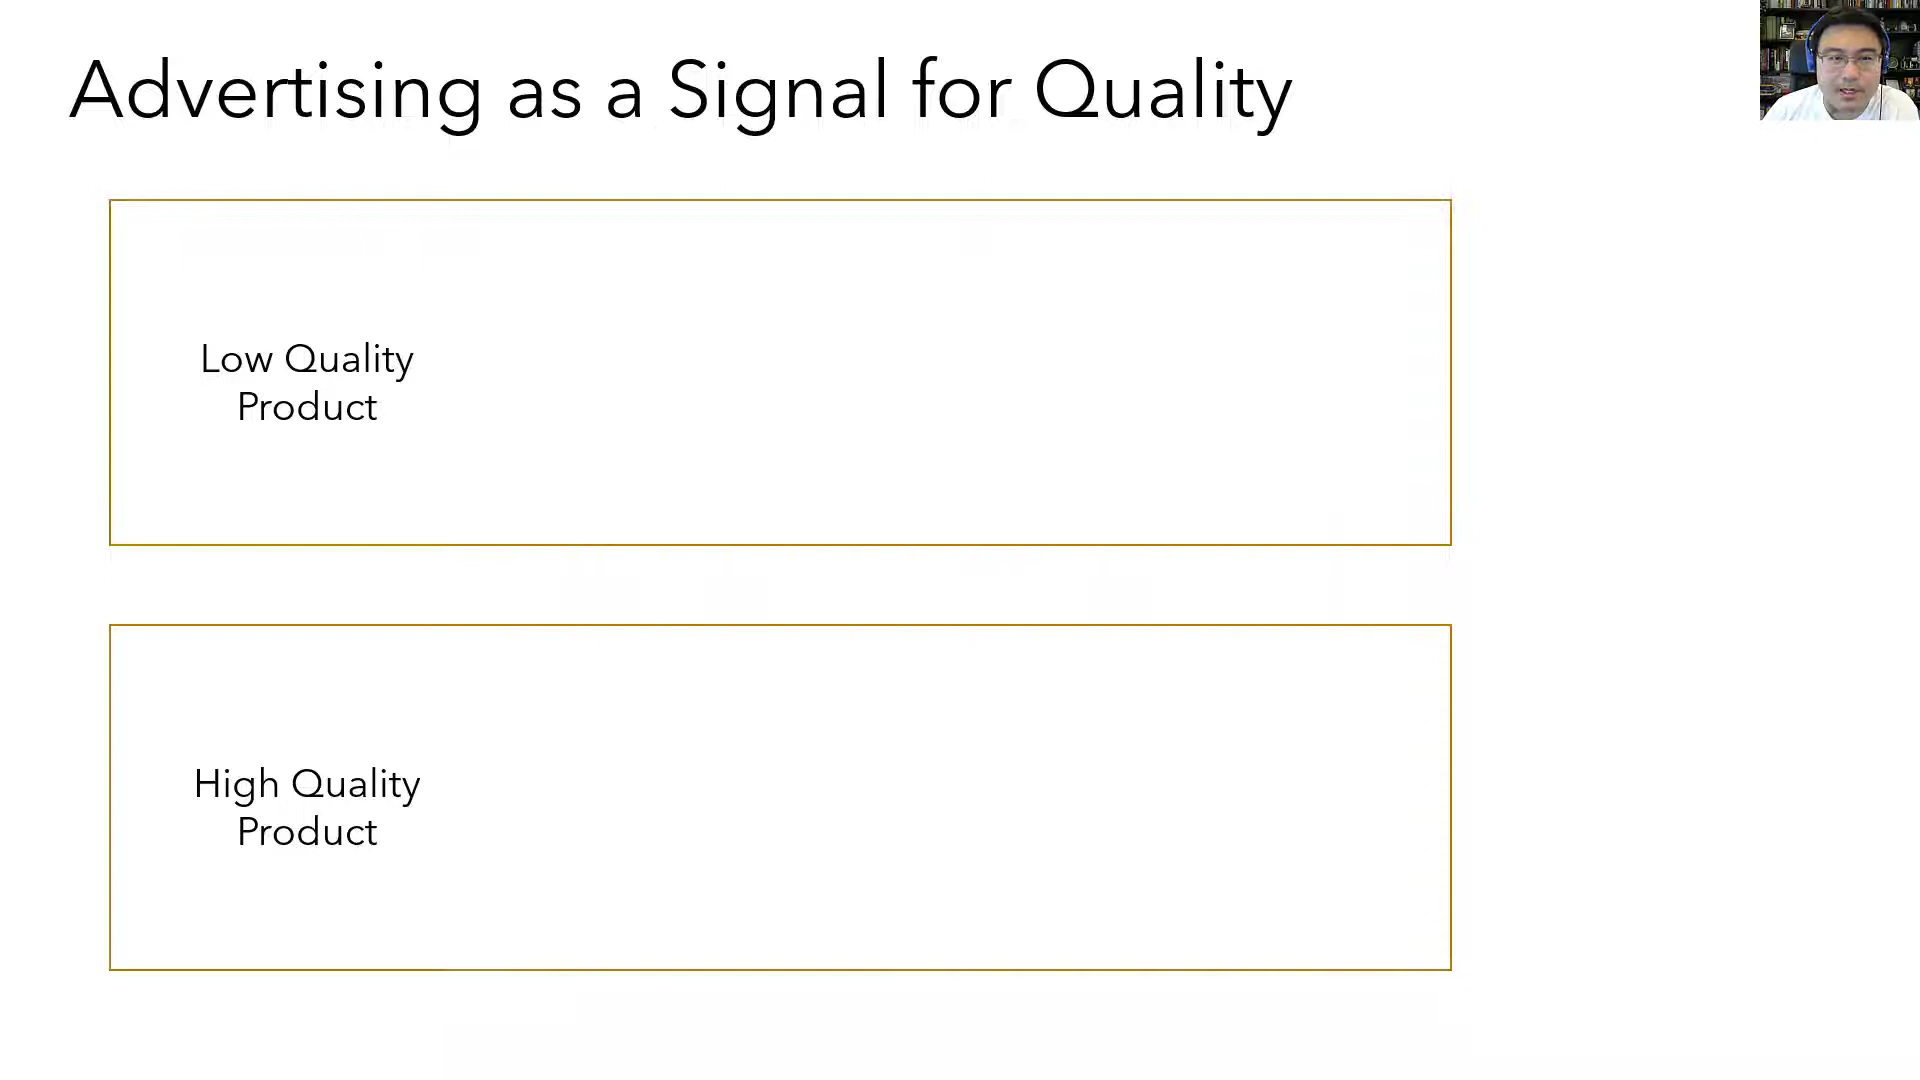 Advertising as a Signal for Quality
Low Quality
Product
High Quality
Product